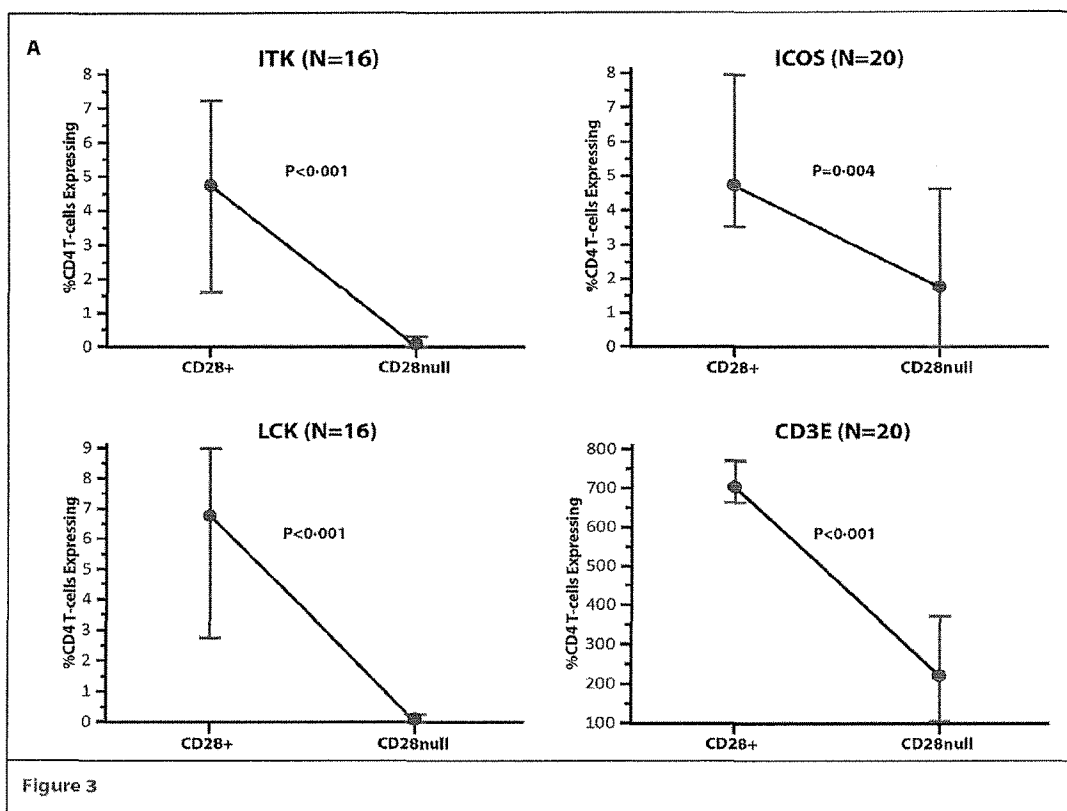 A
ITK (N=16)
8
7
6
5
4
3
2
1
0
%CD4 T-cells Expressing
P<0·001
CD28+
CD28null
ICOS (N=20)
8
7
6
5
4
3
2
1
0
%CD4 T-cells Expressing
P=0·004
CD28+
CD28null
LCK (N=16)
9
8
7
6
5
4
3
2
1
0
%CD4 T-cells Expressing
P<0·001
CD28+
CD28null
CD3E (N=20)
800
700
600
500
400
300
200
100
%CD4 T-cells Expressing
P<0·001
CD28+
CD28null
Figure 3